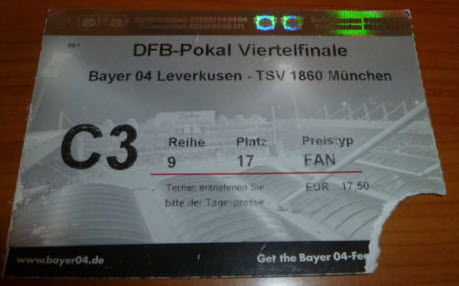 DFB-Pokal Viertelfinale
Bayer 04 Leverkusen - TSV 1860 München
C3
Reihe Platz Preistyp
9 17 FAN
Termin entnehmen Sie EUR 17,50
bitte der Tagespresse
www.bayer04.de Get the Bayer 04-Fee